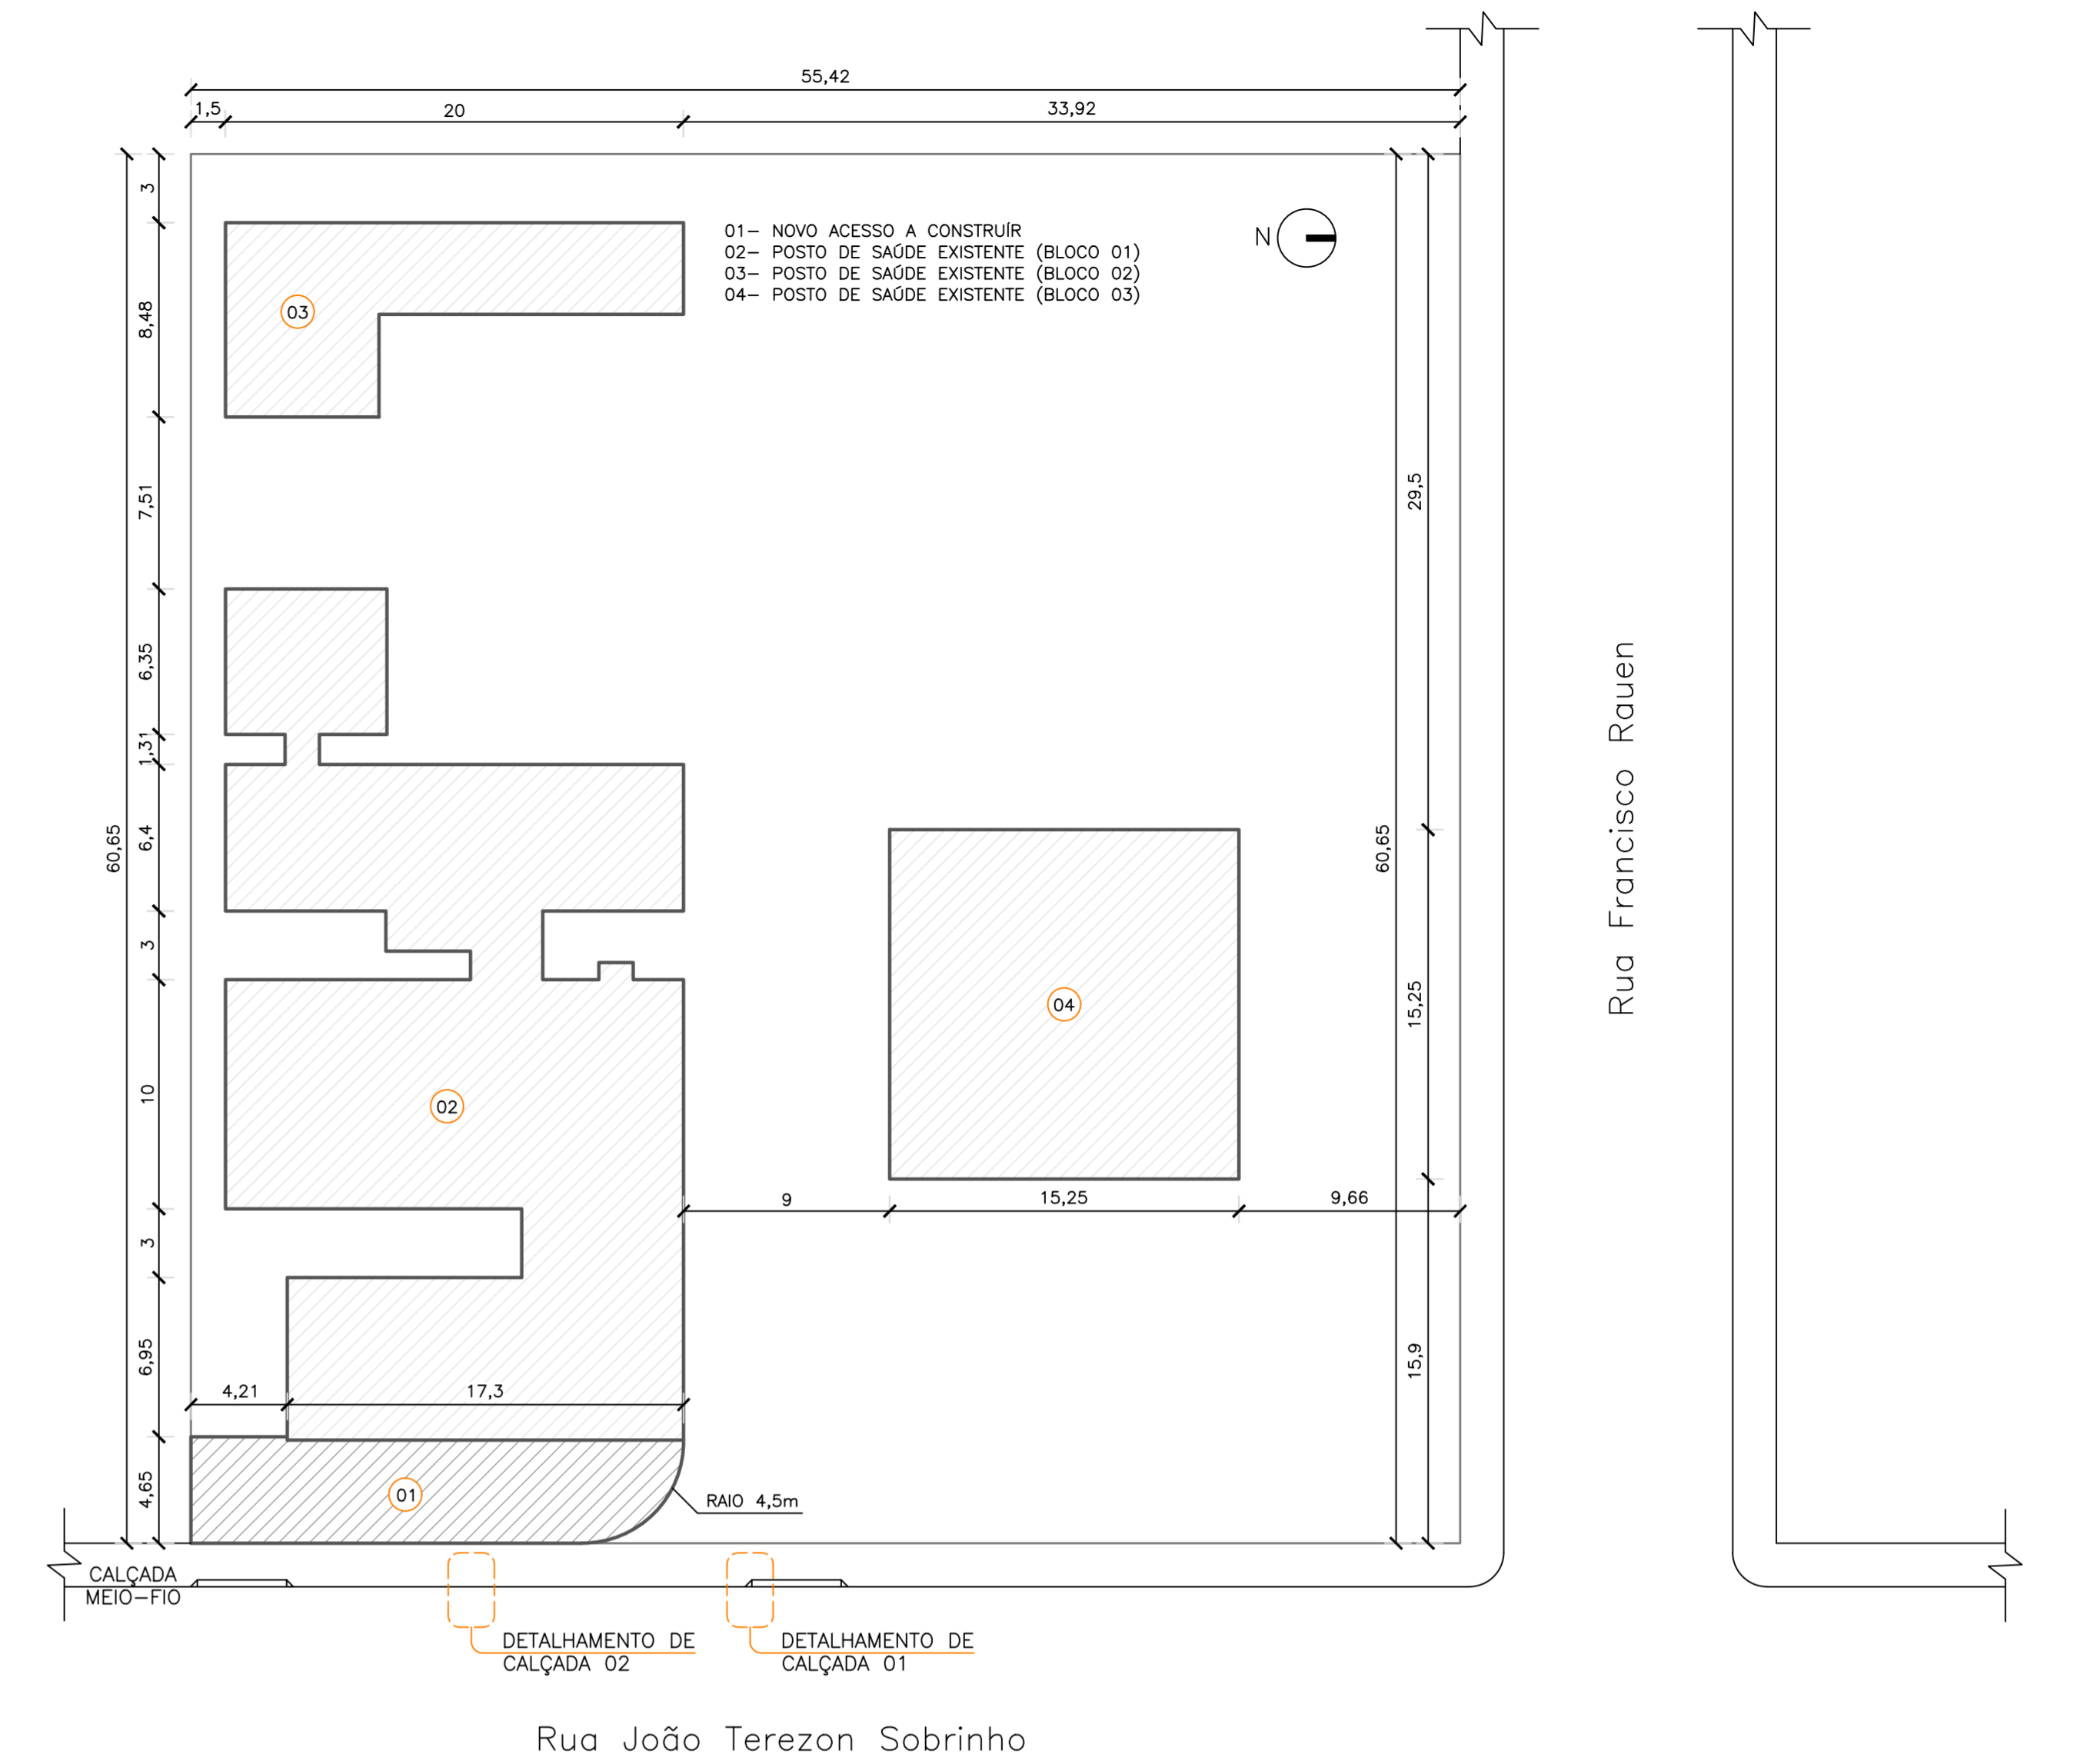 55,42
1,5
20
33,92
3
8,48
7,51
6,35
1,31
6,4
3
10
3
6,95
4,65
60,65
01- NOVO ACESSO A CONSTRUÍR
02- POSTO DE SAÚDE EXISTENTE (BLOCO 01)
03- POSTO DE SAÚDE EXISTENTE (BLOCO 02)
04- POSTO DE SAÚDE EXISTENTE (BLOCO 03)
N
03
02
04
01
60,65
29,5
15,25
15,9
9
15,25
9,66
4,21
17,3
RAIO 4,5m
Rua Francisco Rauen
CALÇADA
MEIO-FIO
DETALHAMENTO DE
CALÇADA 02
DETALHAMENTO DE
CALÇADA 01
Rua João Terezon Sobrinho